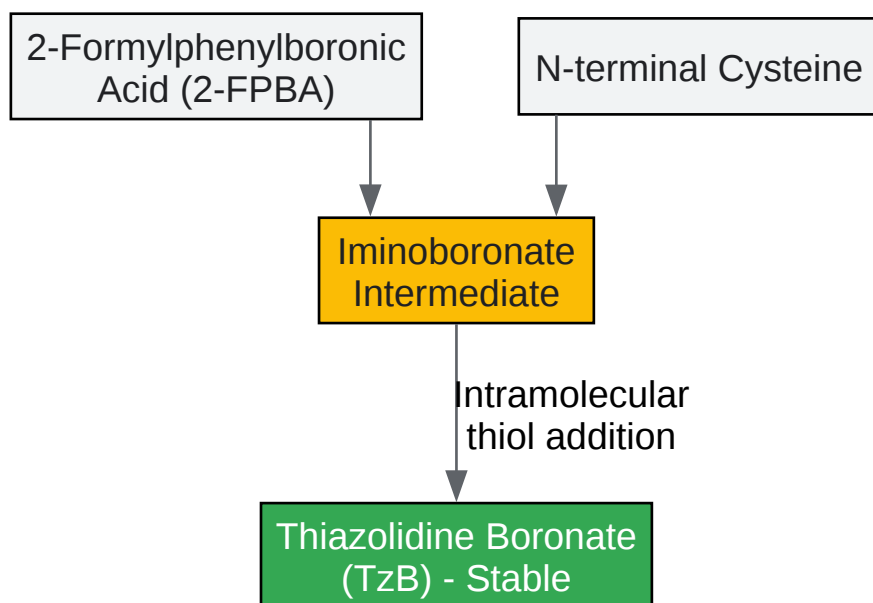 2-Formylphenylboronic
Acid (2-FPBA)
N-terminal Cysteine
Iminoboronate
Intermediate
Intramolecular
thiol addition
Thiazolidine Boronate
(TzB) - Stable